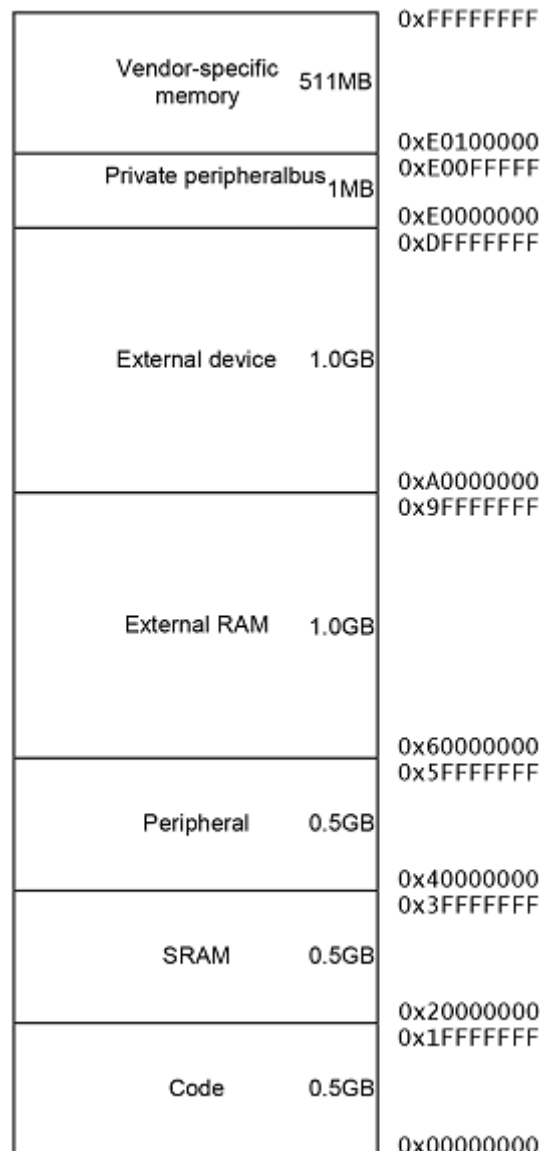 0xFFFFFFFF
Vendor-specific 511MB
memory
0xE0100000
0xE00FFFFF
Private peripheralbus 1MB
0xE0000000
0xDFFFFFFF
External device 1.0GB
0xA0000000
0x9FFFFFFF
External RAM 1.0GB
0x60000000
0x5FFFFFFF
Peripheral 0.5GB
0x40000000
0x3FFFFFFF
SRAM 0.5GB
0x20000000
0x1FFFFFFF
Code 0.5GB
0x00000000